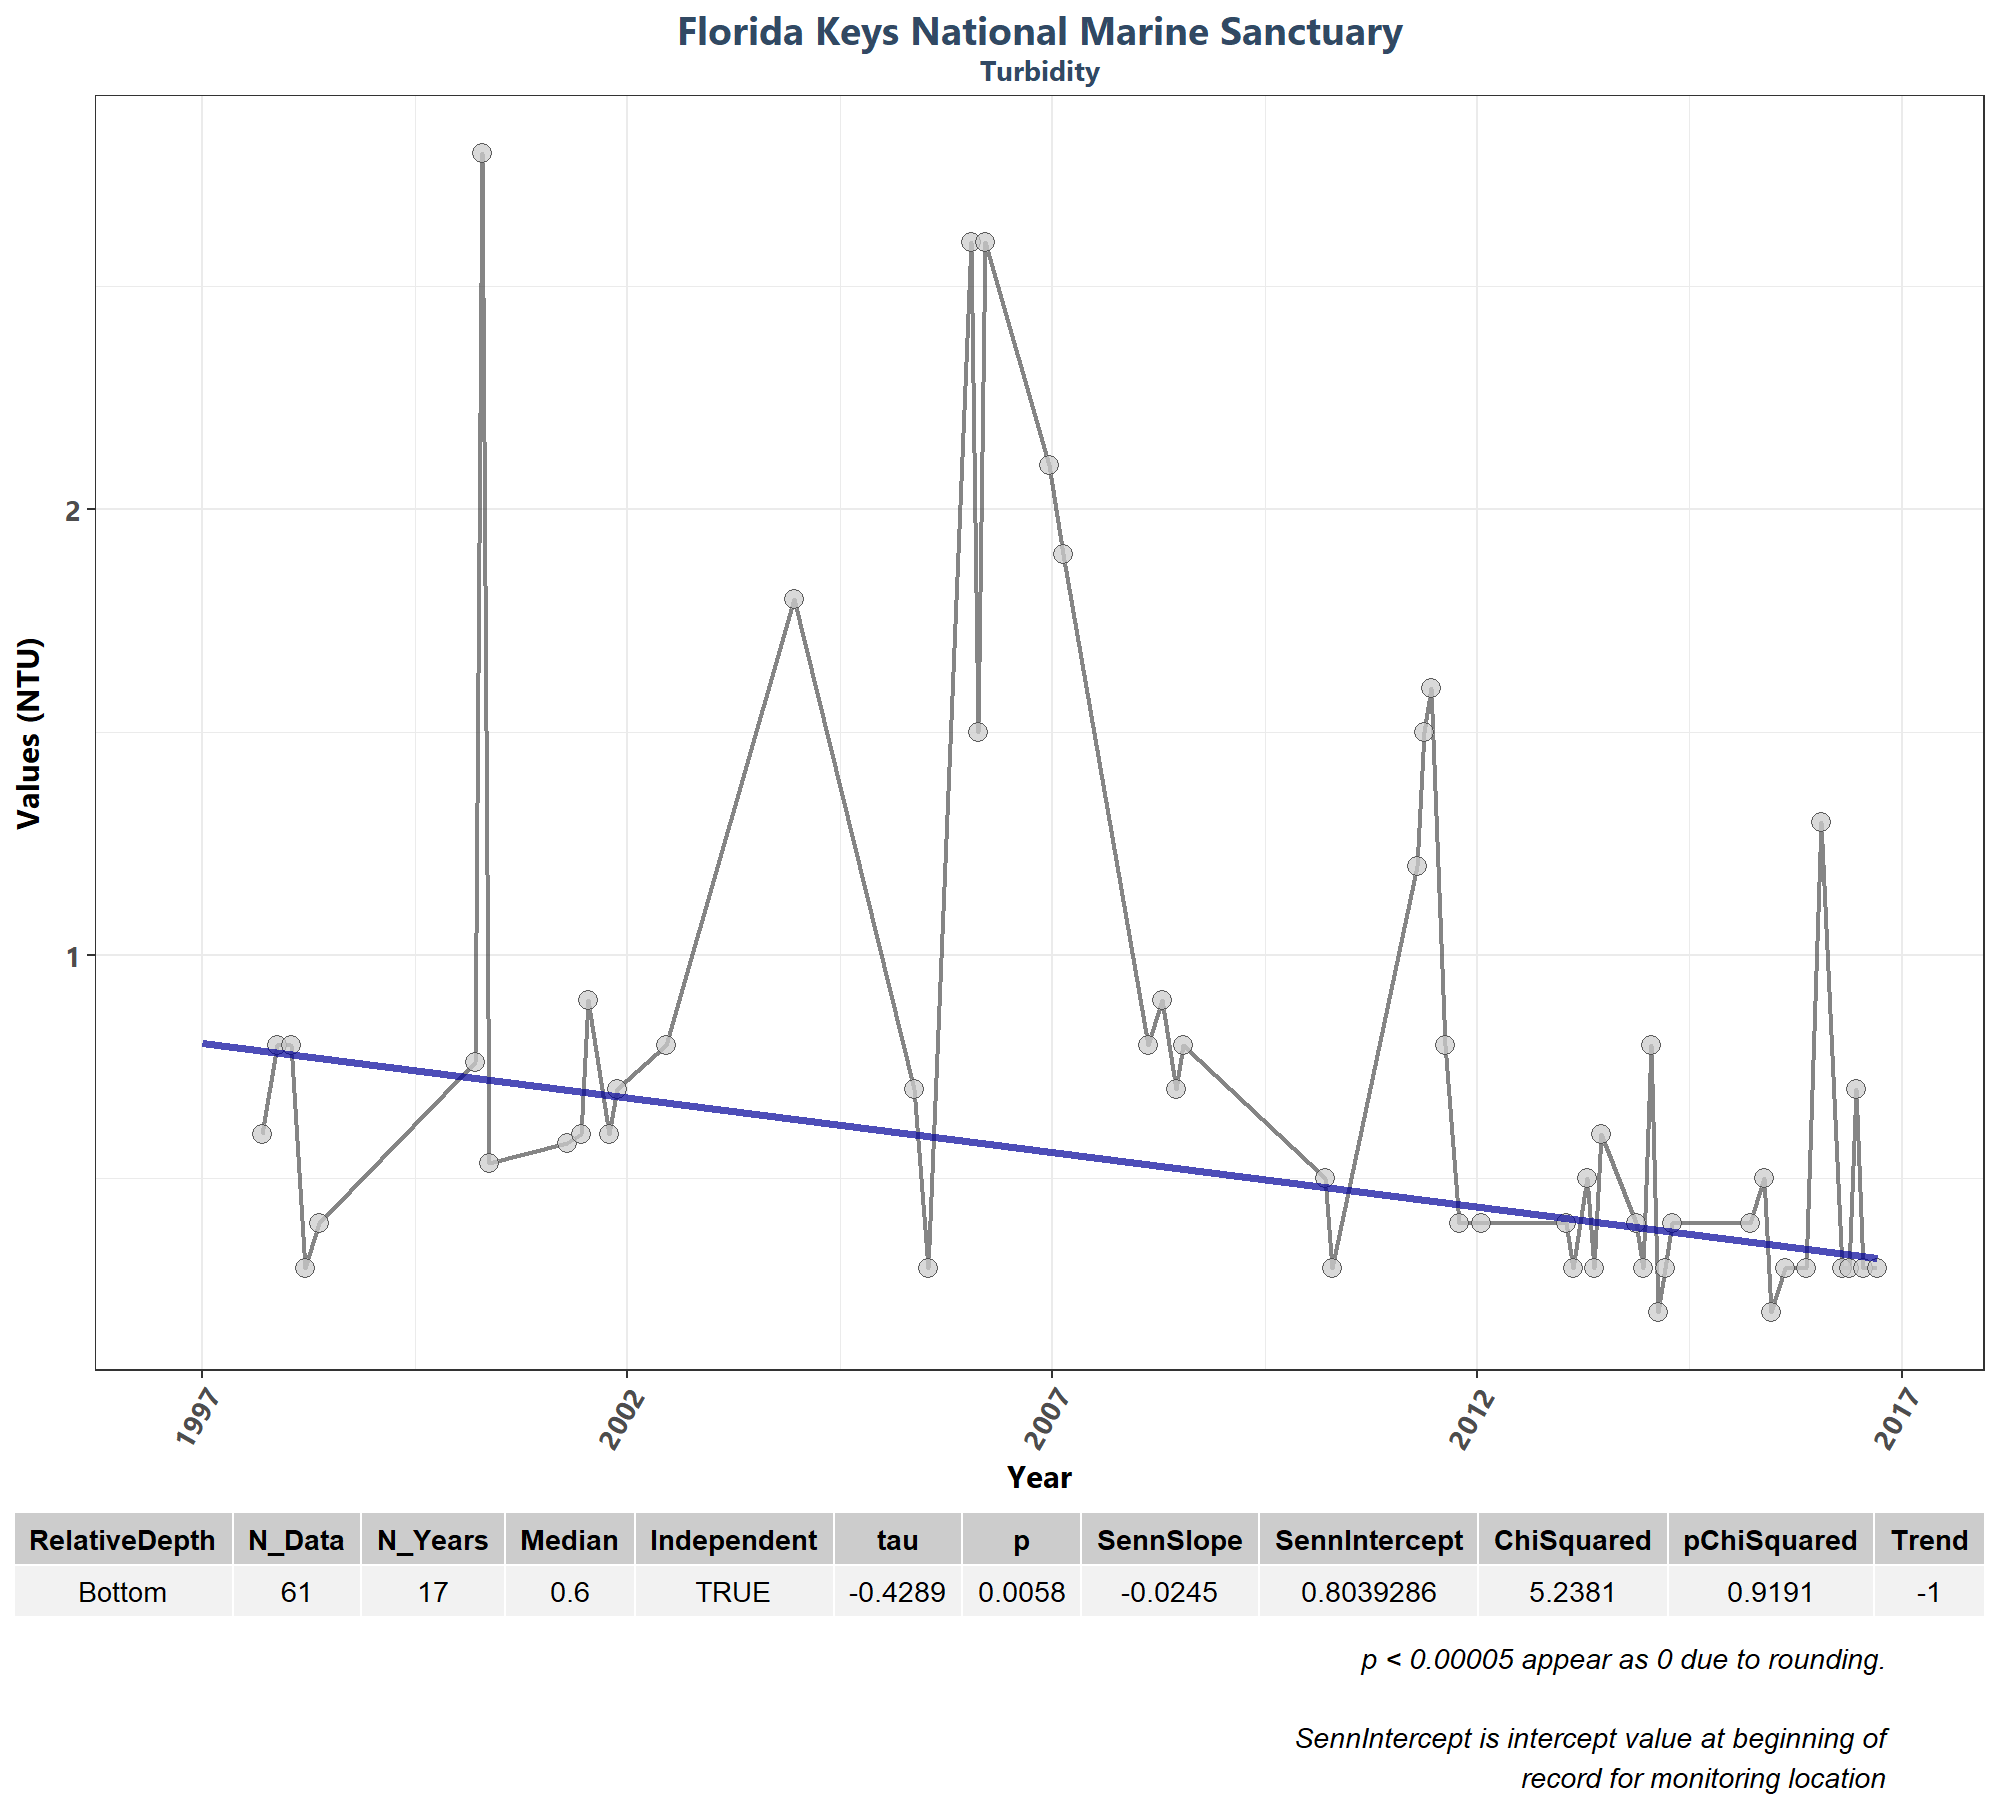 Florida Keys National Marine Sanctuary
Turbidity
Values (NTU)
2
1
1997 2002 2007 2012 2017
Year
RelativeDepth N_Data N_Years Median Independent tau p SennSlope SennIntercept ChiSquared pChiSquared Trend
Bottom 61 17 0.6 TRUE -0.4289 0.0058 -0.0245 0.8039286 5.2381 0.9191 -1
p < 0.00005 appear as 0 due to rounding.
SennIntercept is intercept value at beginning of
record for monitoring location